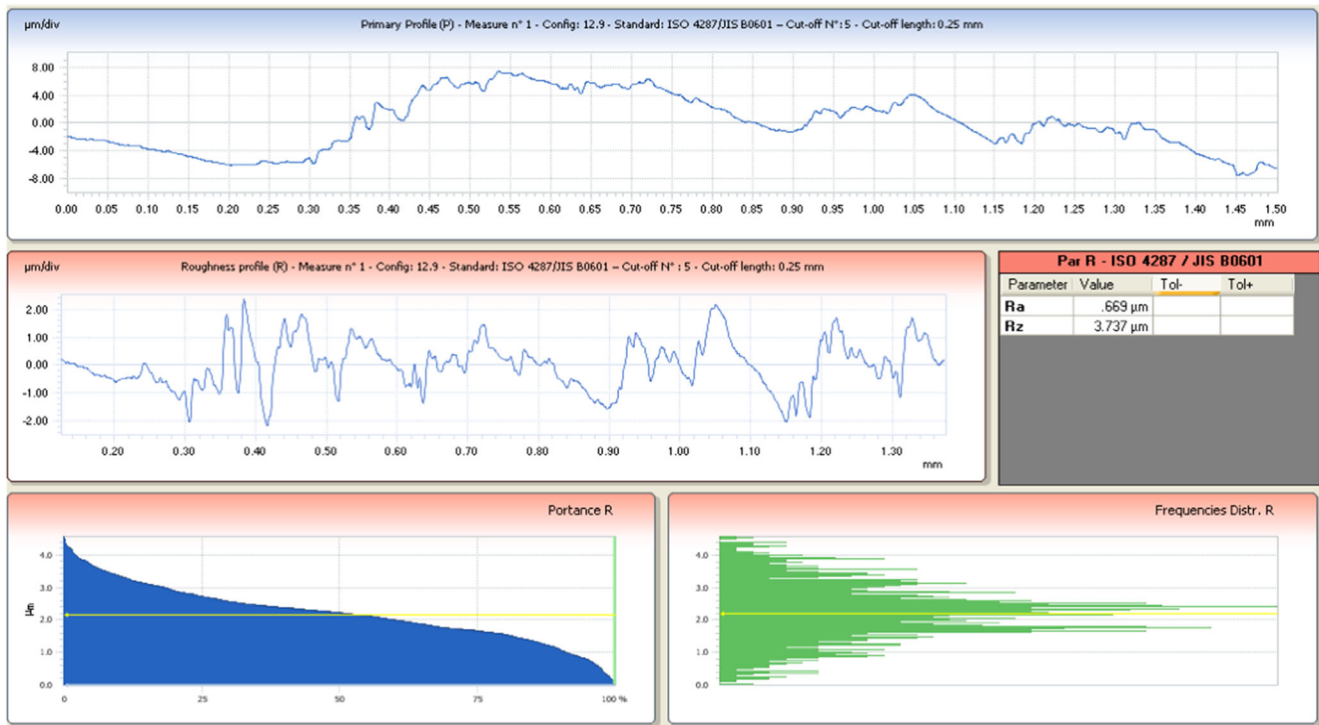 µm/div
Primary Profile (P) - Measure n° 1 - Config: 12.9 - Standard: ISO 4287/JIS B0601 – Cut-off N°: 5 - Cut-off length: 0.25 mm
8.00
4.00
0.00
-4.00
-8.00
0.00 0.05 0.10 0.15 0.20 0.25 0.30 0.35 0.40 0.45 0.50 0.55 0.60 0.65 0.70 0.75 0.80 0.85 0.90 0.95 1.00 1.05 1.10 1.15 1.20 1.25 1.30 1.35 1.40 1.45 1.50
mm
µm/div
Roughness profile (R) - Measure n° 1 - Config: 12.9 - Standard: ISO 4287/JIS B0601 – Cut-off N° : 5 - Cut-off length: 0.25 mm
2.00
1.00
0.00
-1.00
-2.00
0.20 0.30 0.40 0.50 0.60 0.70 0.80 0.90 1.00 1.10 1.20 1.30
mm
Par R - ISO 4287 / JIS B0601
Parameter Value Tol- Tol+
Ra .669 µm
Rz 3.737 µm
Portance R
µm
4.0
3.0
2.0
1.0
0.0
0 25 50 75 100 %
Frequencies Distr. R
4.0
3.0
2.0
1.0
0.0